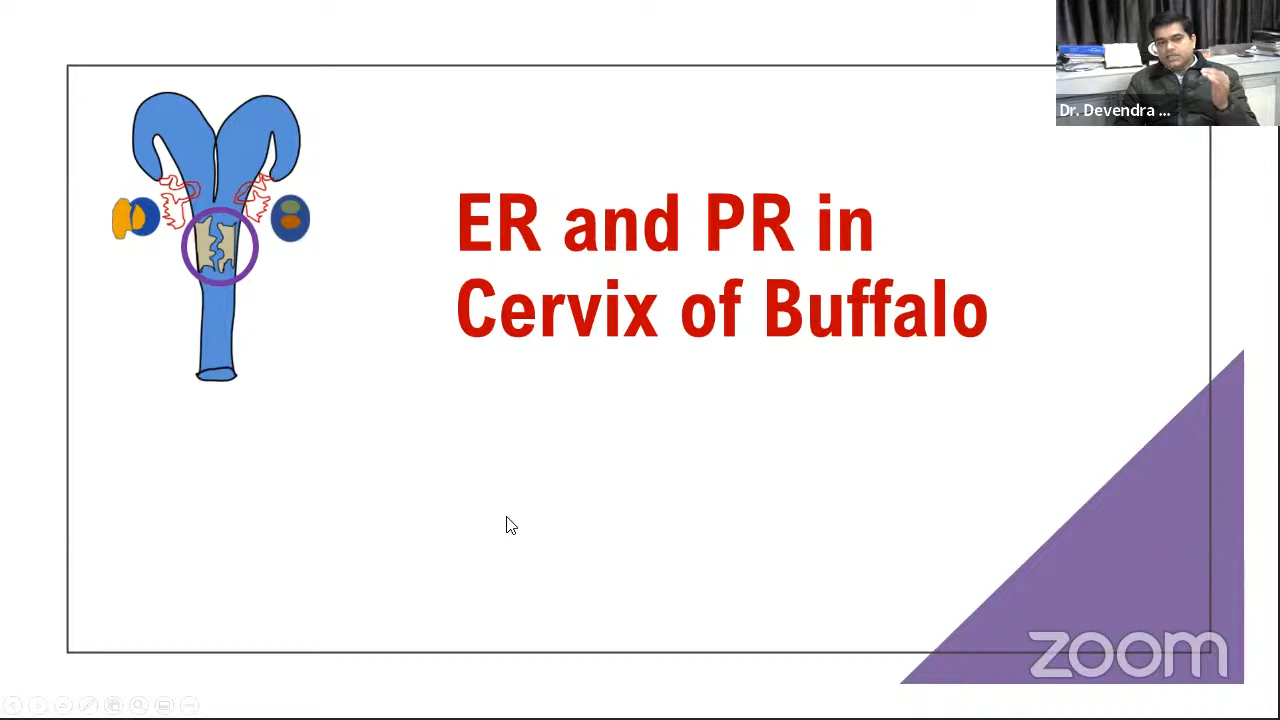 Dr. Devendra ...
ER and PR in
Cervix of Buffalo
zoom